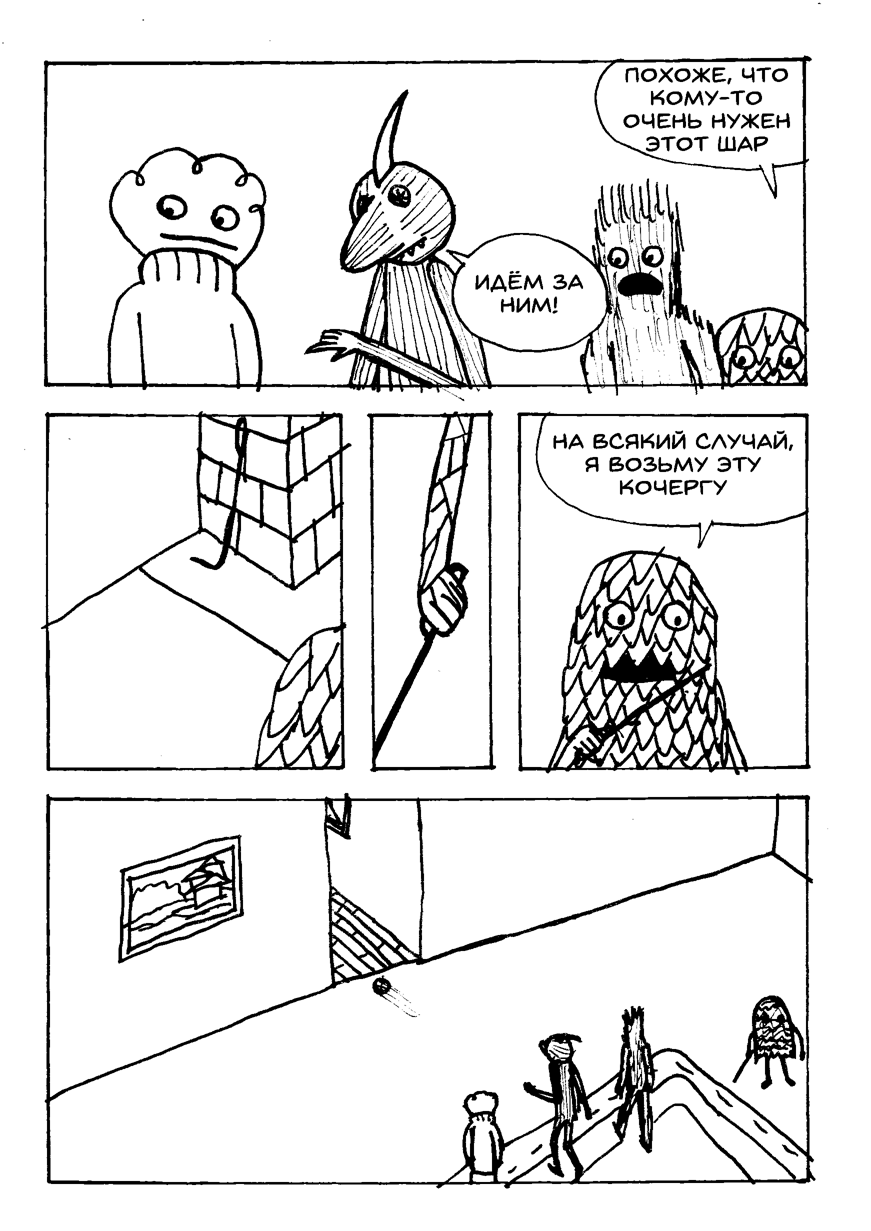 ПОХОЖЕ, ЧТО
КОМУ-ТО
ОЧЕНЬ НУЖЕН
ЭТОТ ШАР
ИДЁМ ЗА
НИМ!
НА ВСЯКИЙ СЛУЧАЙ,
Я ВОЗЬМУ ЭТУ
КОЧЕРГУ